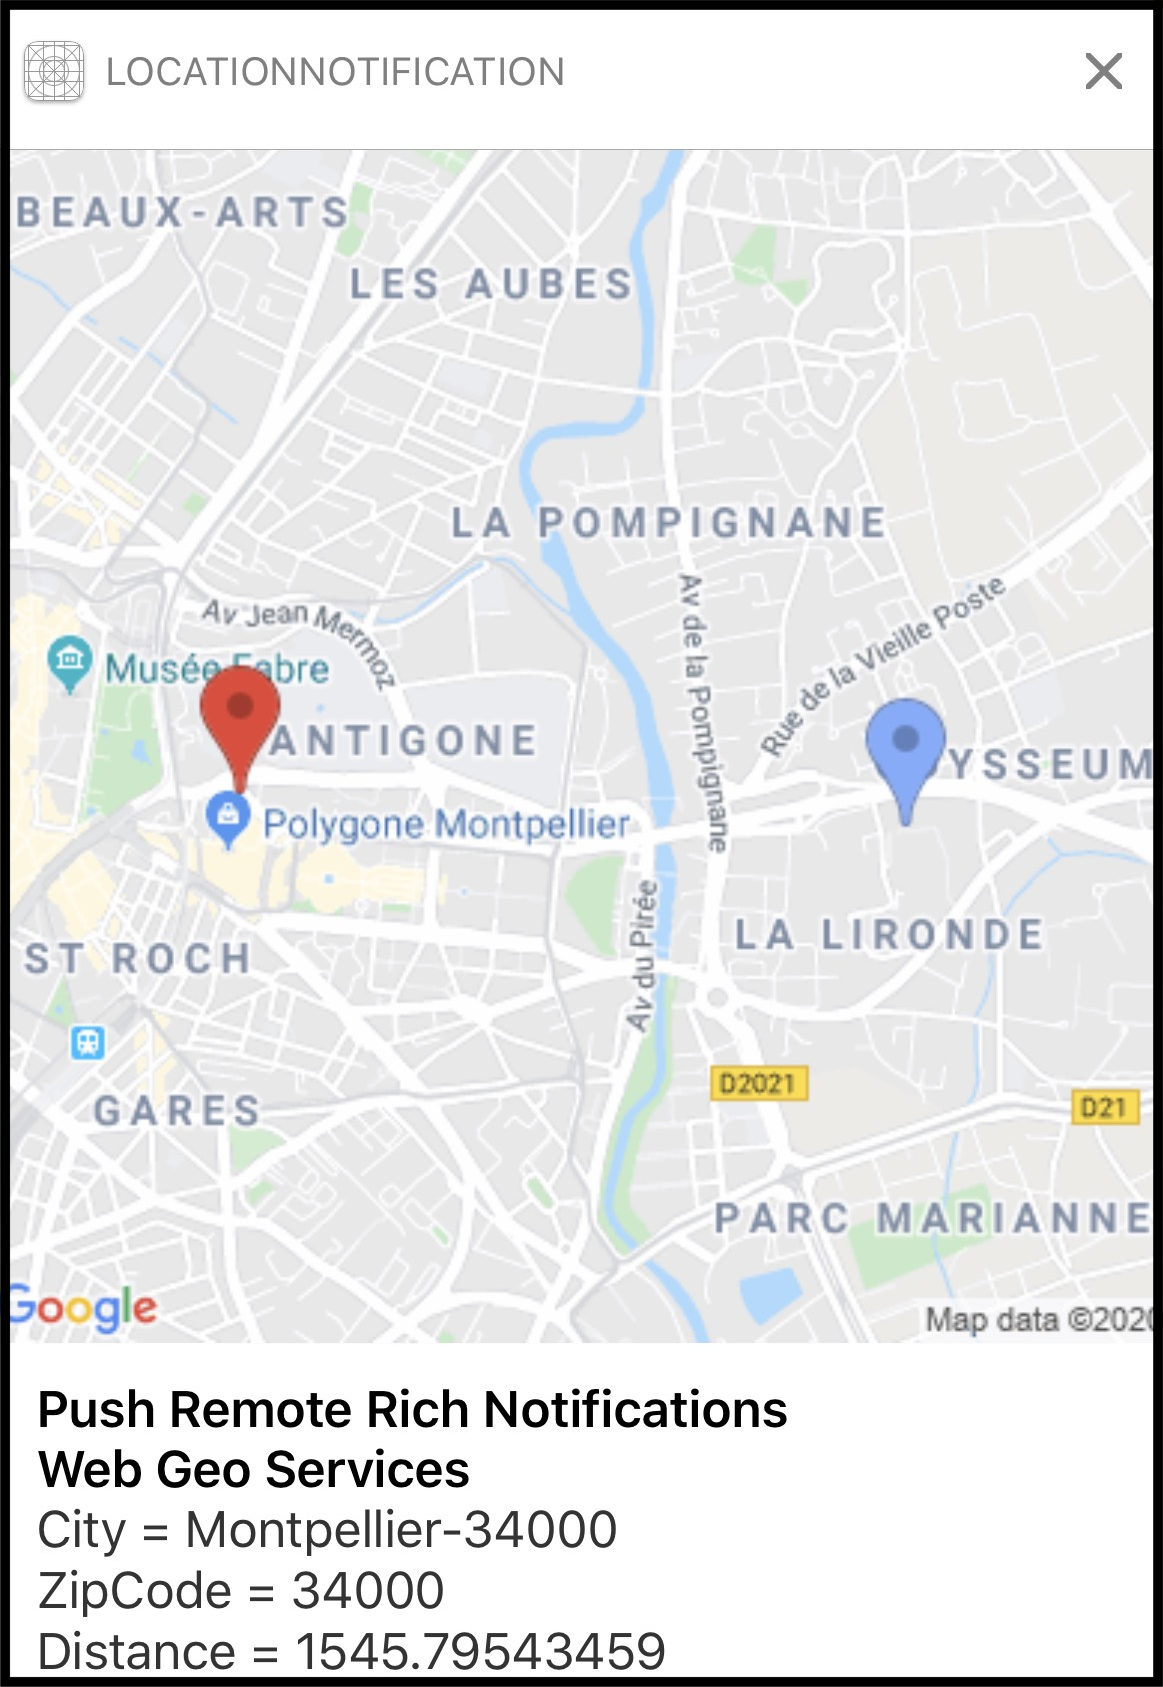 LOCATIONNOTIFICATION
BEAUX-ARTS
LES AUBES
LA POMPIGNANE
Av Jean Mermoz
Av de la Pompignane
Rue de la Vieille Poste
Musée Fabre
ANTIGONE
YSSEUM
Polygone Montpellier
Av du Pirée
LA LIRONDE
ST ROCH
D2021
D21
GARES
PARC MARIANNE
Google
Map data ©2020
Push Remote Rich Notifications
Web Geo Services
City = Montpellier-34000
ZipCode = 34000
Distance = 1545.79543459